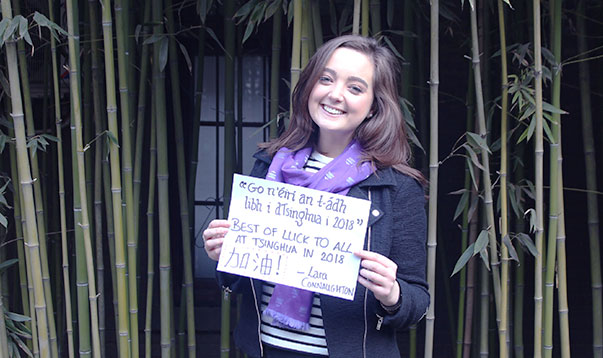 "Go n'éirí an t-ádh
libh i dTsinghua i 2018"
BEST OF LUCK TO ALL
AT TSINGHUA IN 2018
加油! - Lara
CONNAUGHTON